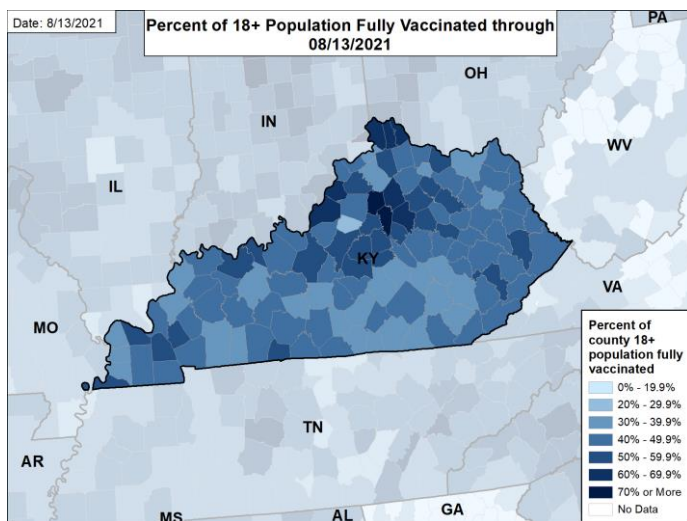 Date: 8/13/2021
Percent of 18+ Population Fully Vaccinated through
08/13/2021
PA
OH
IN
WV
IL
KY
VA
MO
TN
AR
MS
AL
GA
Percent of
county 18+
population fully
vaccinated
0% - 19.9%
20% - 29.9%
30% - 39.9%
40% - 49.9%
50% - 59.9%
60% - 69.9%
70% or More
No Data